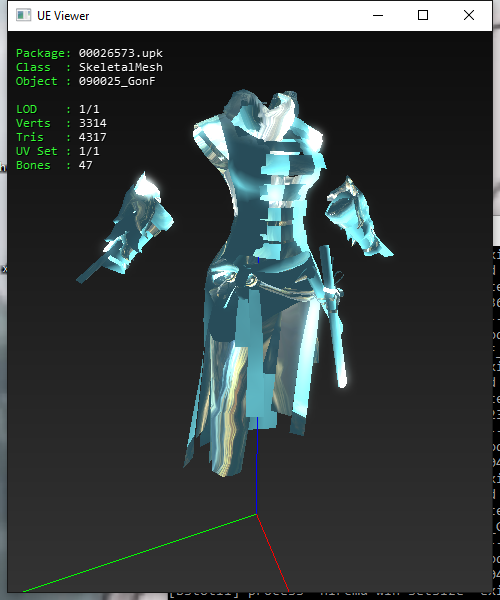 UE Viewer
Package: 00026573.upk
Class : SkeletalMesh
Object : 090025_GonF
LOD : 1/1
Verts : 3314
Tris : 4317
UV Set : 1/1
Bones : 47